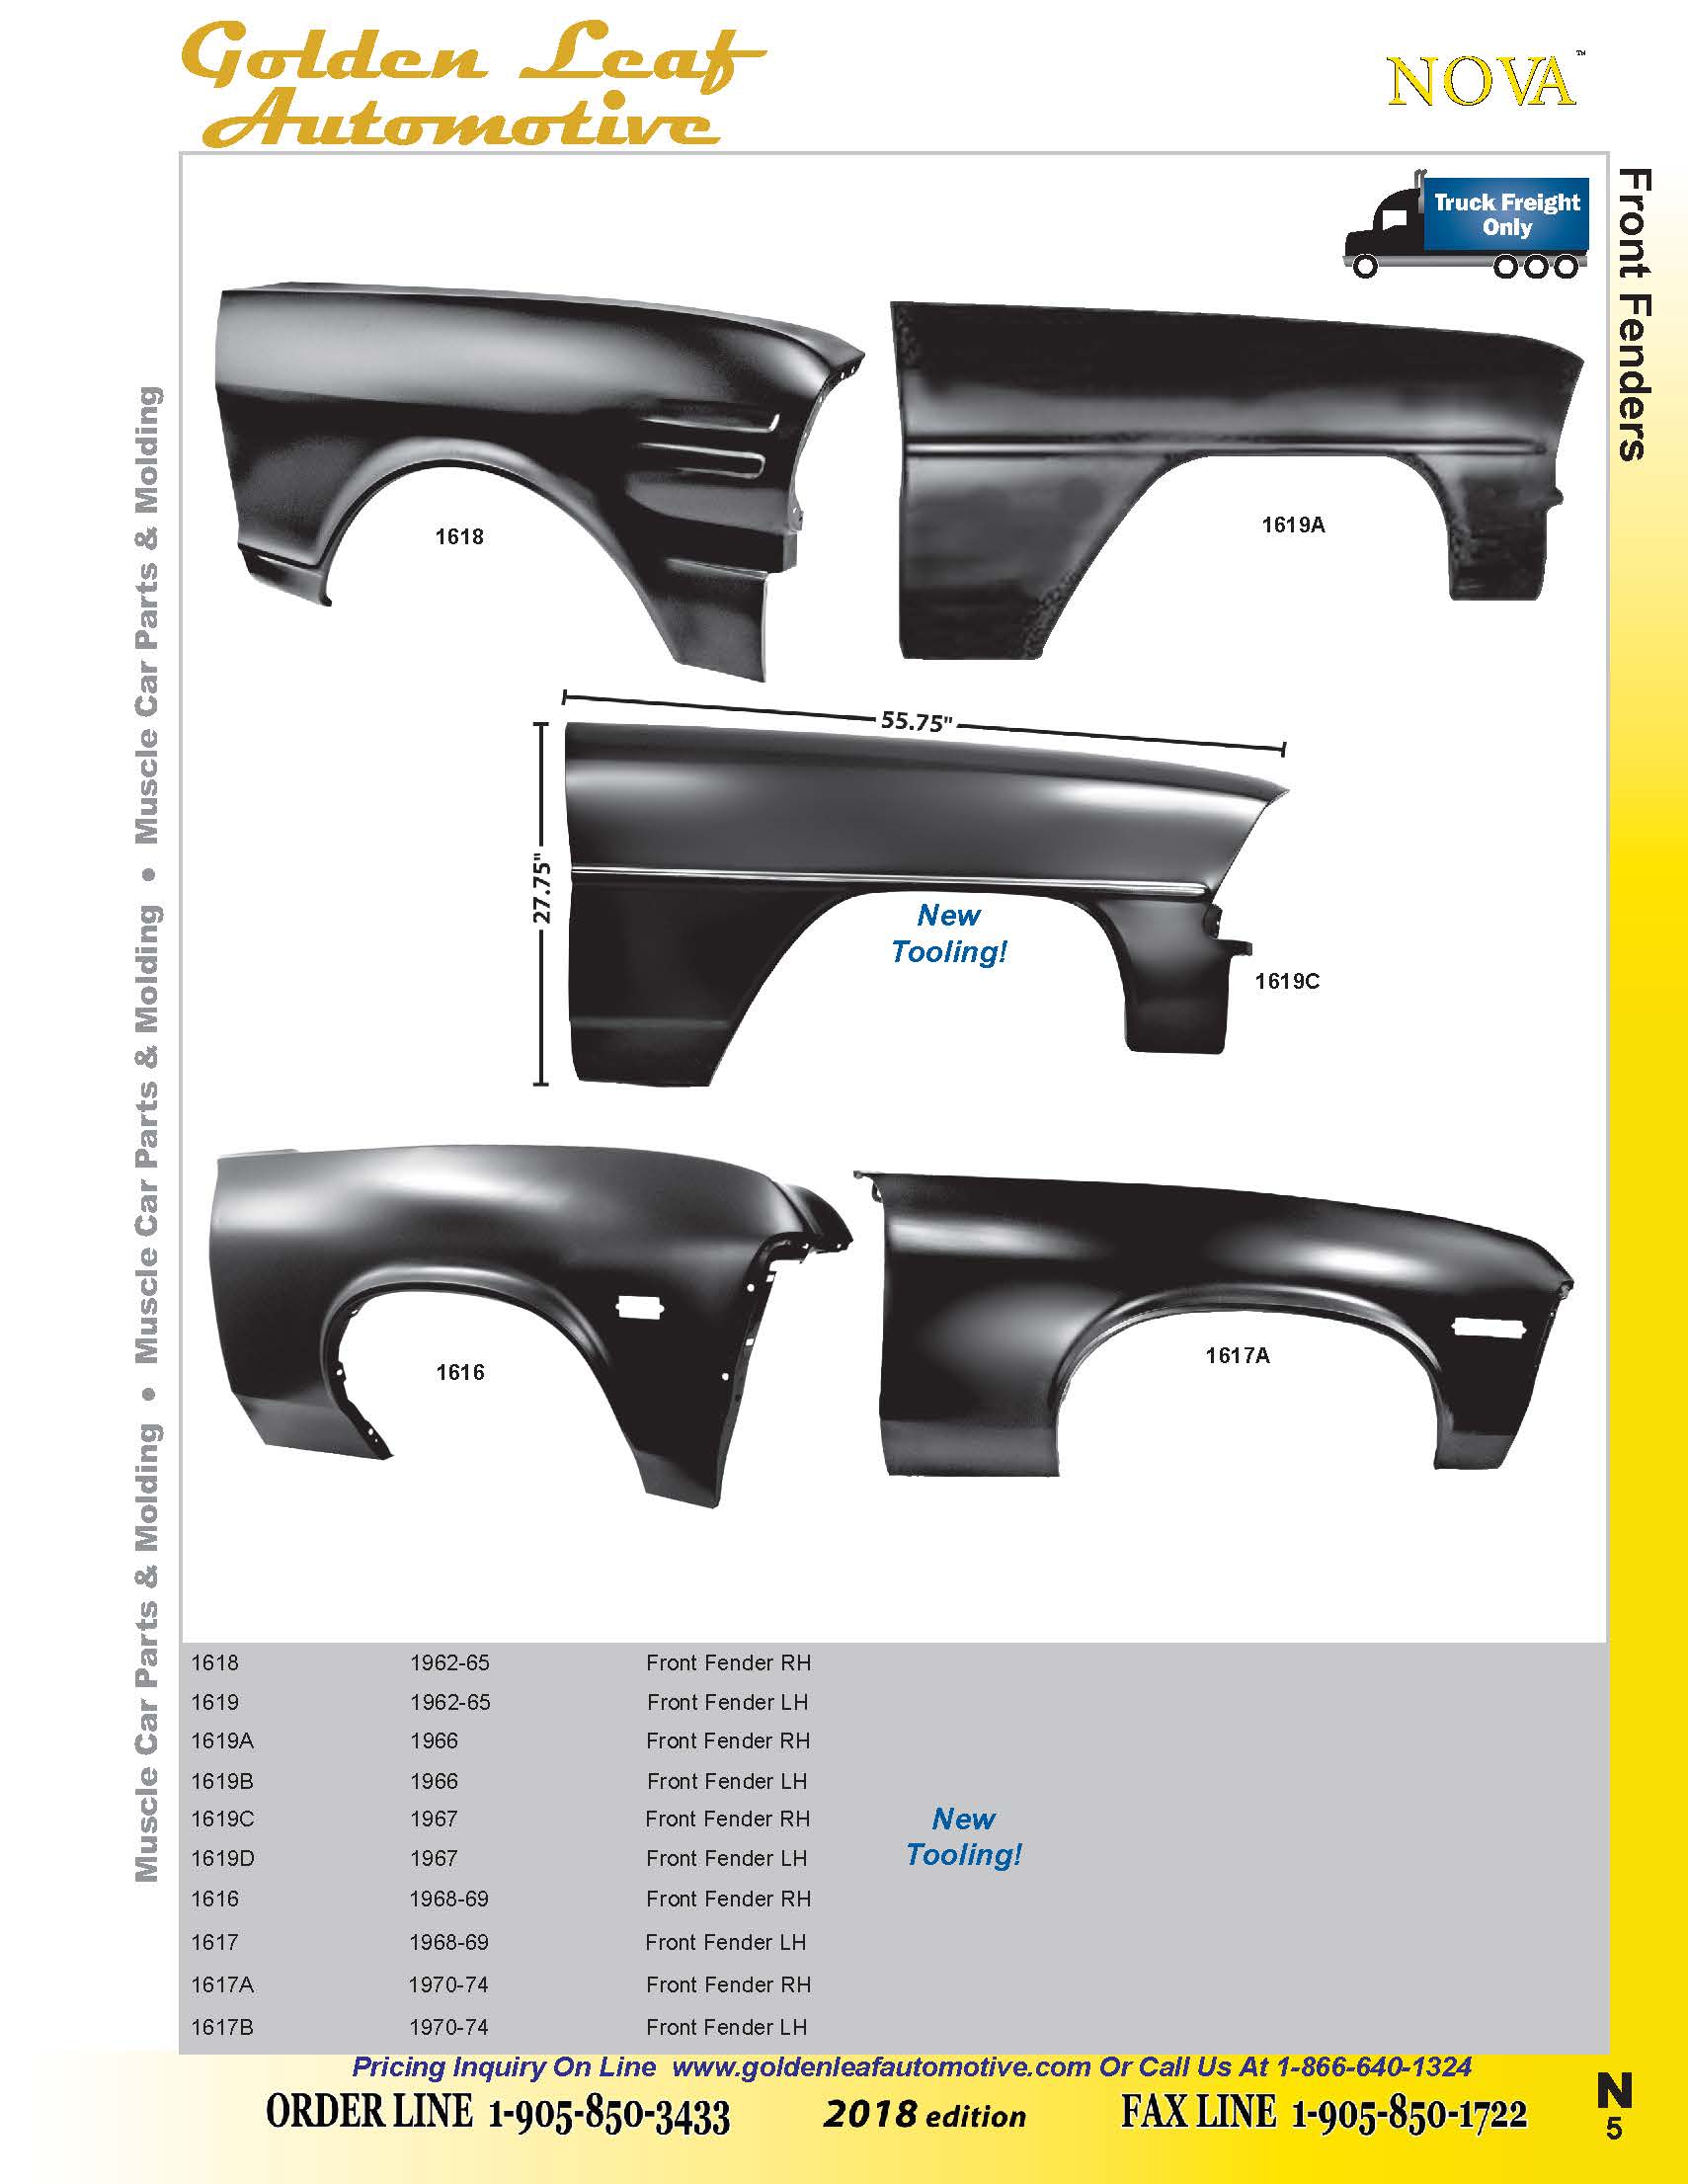 Golden Leaf
Automotive
NOVA™
Truck Freight
Only
Front Fenders
Muscle Car Parts & Molding • Muscle Car Parts & Molding • Muscle Car Parts & Molding
1618
1619A
55.75"
27.75"
New
Tooling!
1619C
1616
1617A
1618 1962-65 Front Fender RH
1619 1962-65 Front Fender LH
1619A 1966 Front Fender RH
1619B 1966 Front Fender LH
1619C 1967 Front Fender RH
1619D 1967 Front Fender LH
New
Tooling!
1616 1968-69 Front Fender RH
1617 1968-69 Front Fender LH
1617A 1970-74 Front Fender RH
1617B 1970-74 Front Fender LH
Pricing Inquiry On Line www.goldenleafautomotive.com Or Call Us At 1-866-640-1324
ORDER LINE 1-905-850-3433 2018 edition FAX LINE 1-905-850-1722
N
5